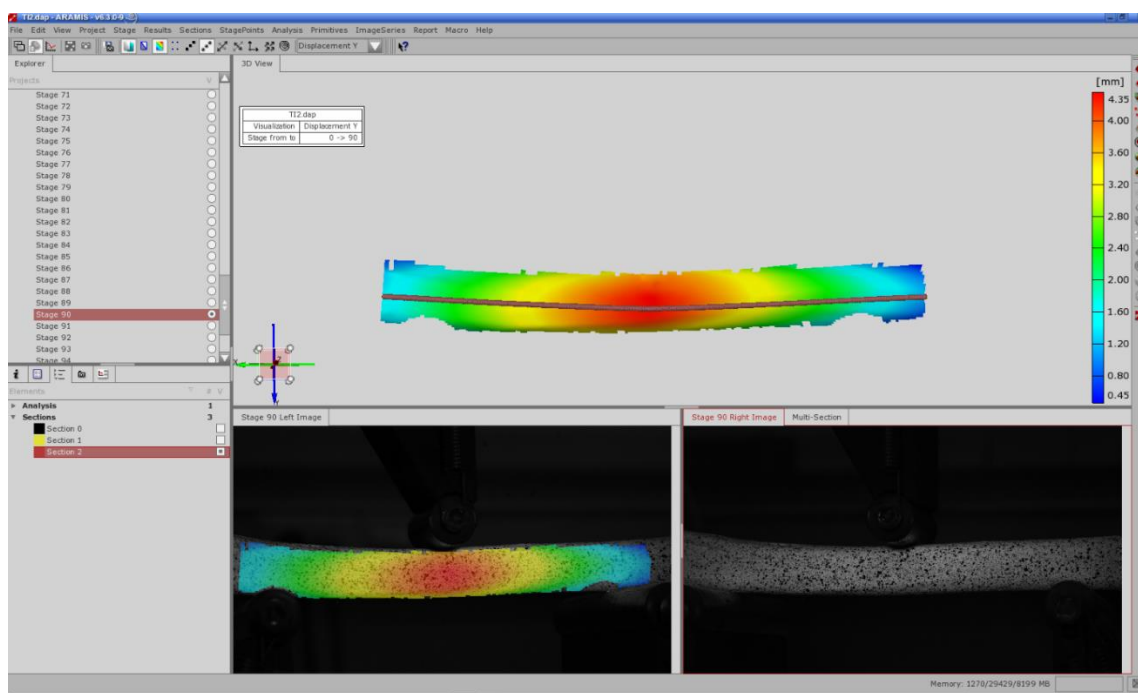 TI2.dap - ARAMIS - v6.3.0-9
File Edit View Project Stage Results Sections StagePoints Analysis Primitives ImageSeries Report Macro Help
Displacement Y
Explorer
Projects V
Stage 71
Stage 72
Stage 73
Stage 74
Stage 75
Stage 76
Stage 77
Stage 78
Stage 79
Stage 80
Stage 81
Stage 82
Stage 83
Stage 84
Stage 85
Stage 86
Stage 87
Stage 88
Stage 89
Stage 90
Stage 91
Stage 92
Stage 93
Stage 94
Elements # V
Analysis 1
Sections 3
Section 0
Section 1
Section 2
3D View
TI2.dap
Visualization Displacement Y
Stage from to 0 -> 90
X
Z
Y
[mm]
4.35
4.00
3.60
3.20
2.40
2.00
1.60
1.20
0.80
0.45
Stage 90 Left Image
Stage 90 Right Image Multi-Section
Memory: 1270/29429/8199 MB